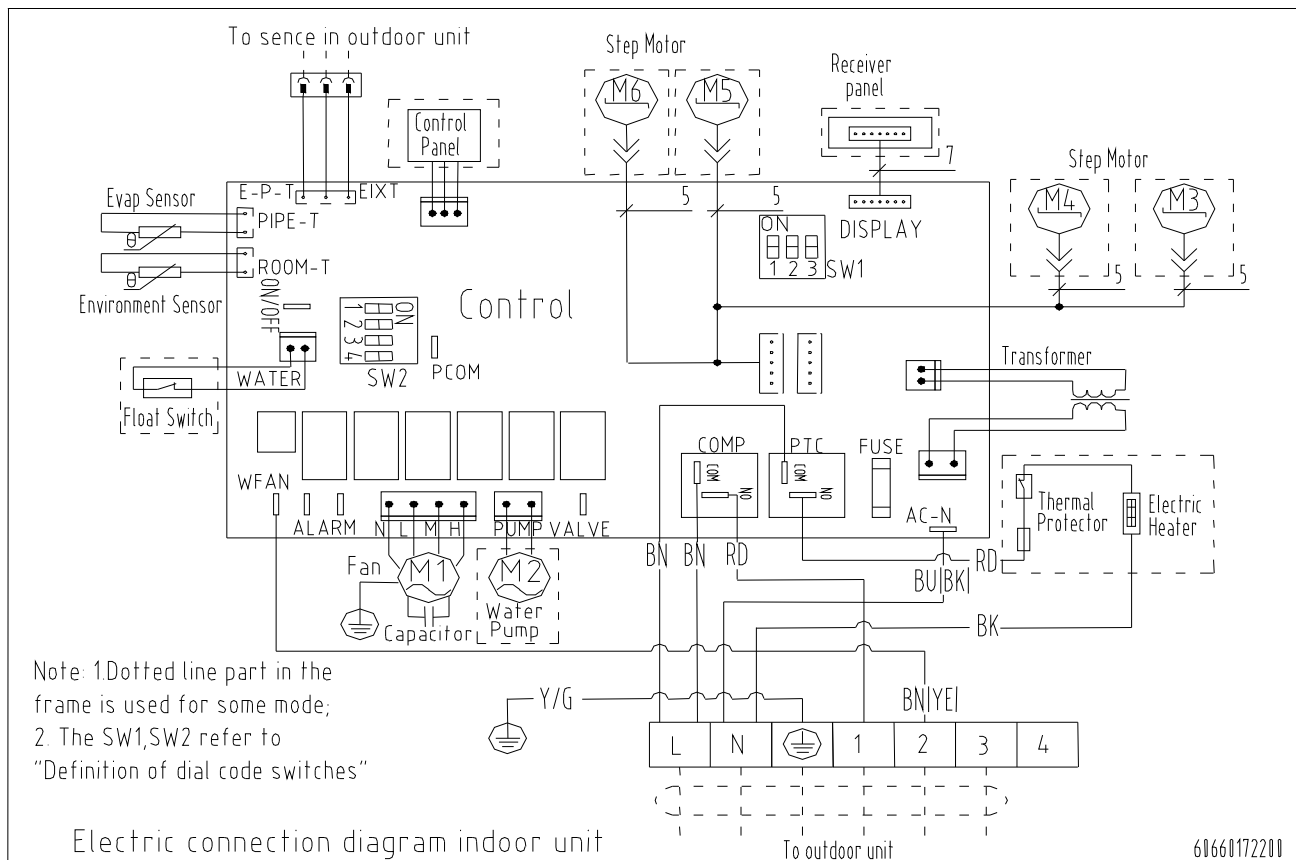 To sence in outdoor unit
Step Motor
M6
M5
Receiver
panel
7
Control
Panel
Step Motor
M4
M3
5
5
E-P-T
EIXT
Evap Sensor
θ
PIPE-T
5
5
ON
1 2 3
SW1
DISPLAY
ROOM-T
θ
Environment Sensor
ON/OFF
1 2 3 4
ON
SW2
PCOM
Control
WATER
Float Switch
Transformer
COMP
COM
NO
PTC
COM
NO
FUSE
WFAN
ALARM
N L M H
PUMP
VALVE
AC-N
Thermal
Protector
Electric
Heater
BN
BN
RD
BU(BK)
RD
Fan
M1
Capacitor
M2
Water
Pump
BK
Y/G
BN(YE)
Note: 1.Dotted line part in the
frame is used for some mode;
2. The SW1,SW2 refer to
"Definition of dial code switches"
L N 1 2 3 4
Electric connection diagram indoor unit
To outdoor unit
60660172200